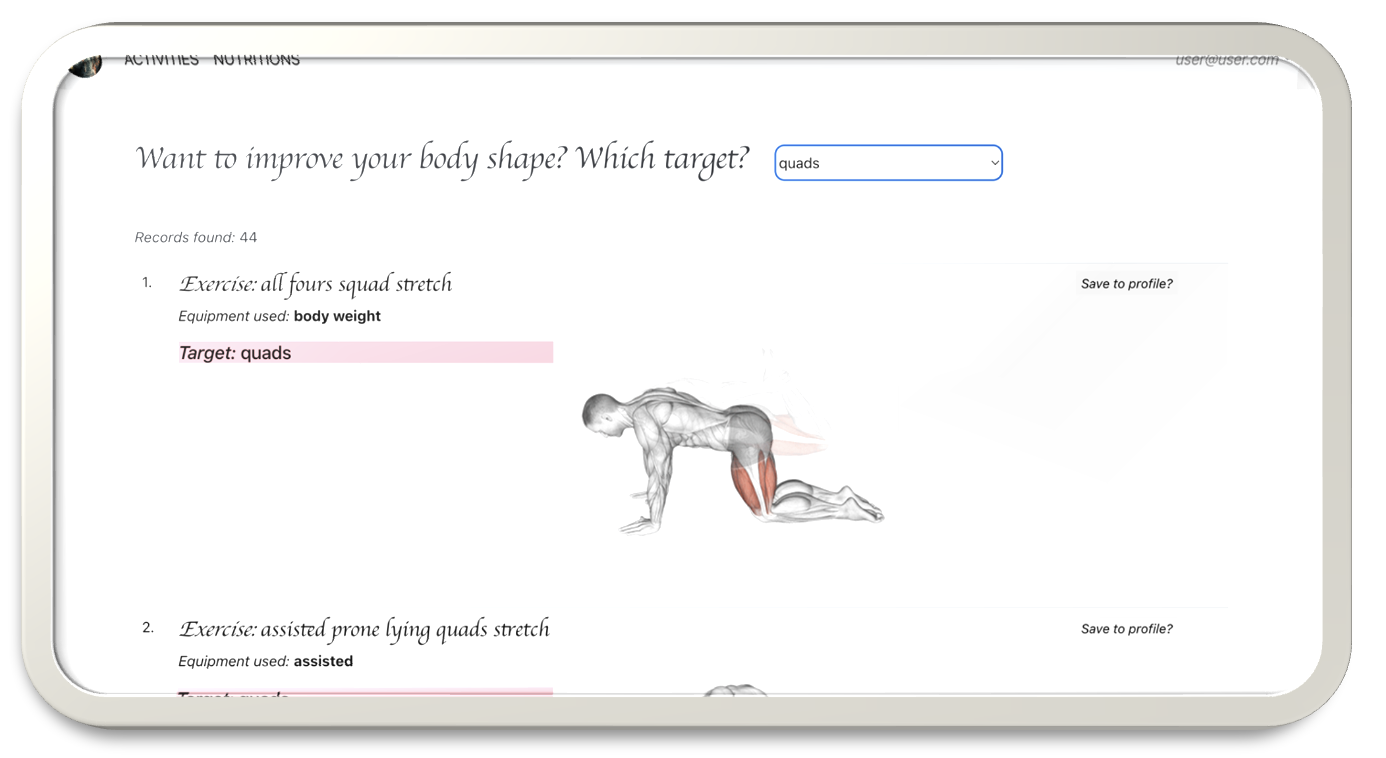 ACTIVITIES NUTRITIONS user@user.com
Want to improve your body shape? Which target? quads
Records found: 44
1. Exercise: all fours squad stretch Save to profile?
Equipment used: body weight
Target: quads
2. Exercise: assisted prone lying quads stretch Save to profile?
Equipment used: assisted
Target: quads